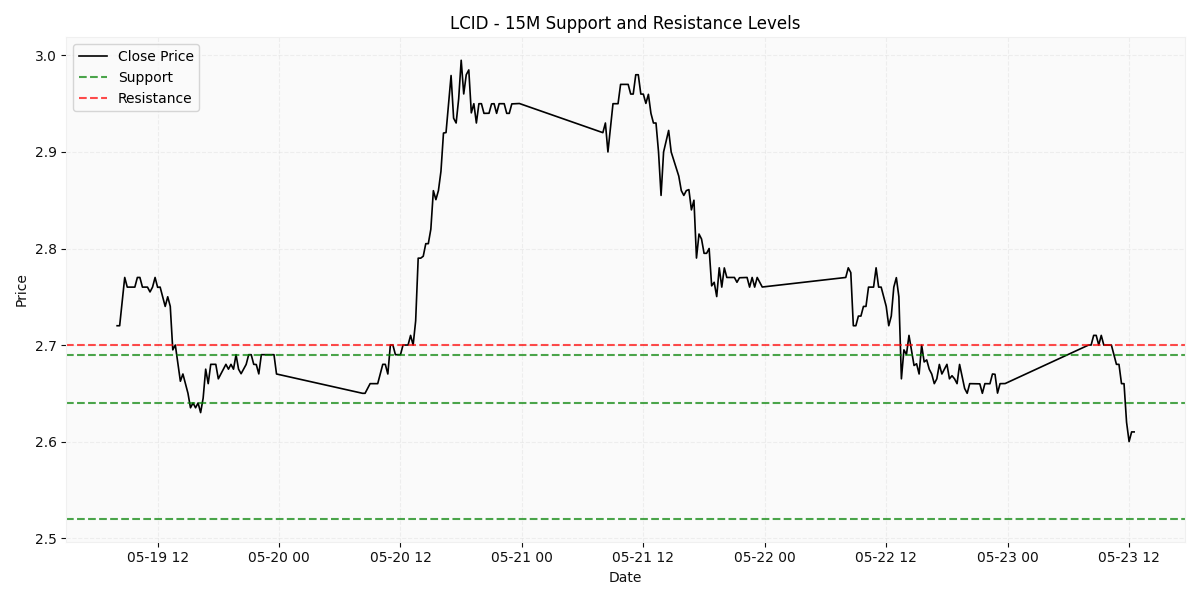 LCID - 15M Support and Resistance Levels
Close Price
Support
Resistance
3.0
2.9
2.8
2.7
2.6
2.5
Price
05-19 12
05-20 00
05-20 12
05-21 00
05-21 12
05-22 00
05-22 12
05-23 00
05-23 12
Date